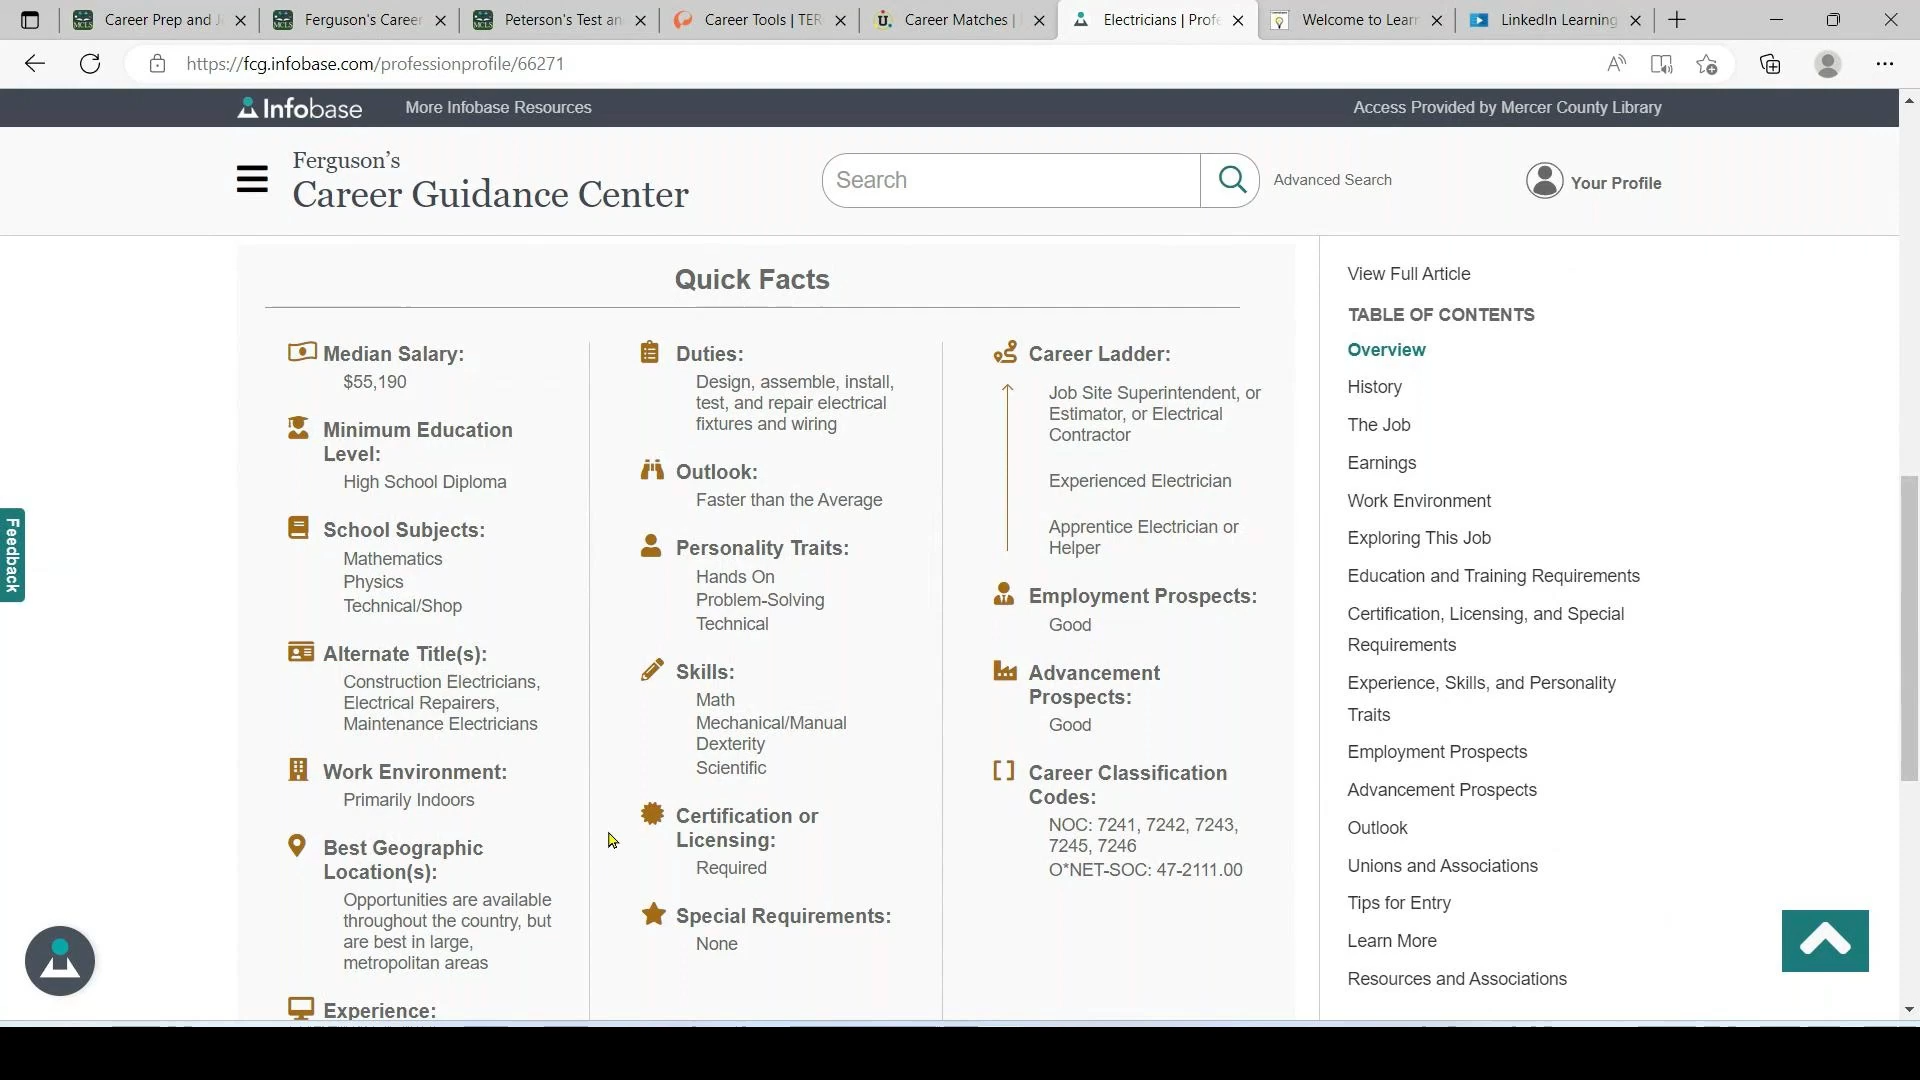 Career Prep and J
Ferguson's Career
Peterson's Test an
Career Tools | TER
Career Matches |
Electricians | Profe
Welcome to Lear
LinkedIn Learning
https://fcg.infobase.com/professionprofile/66271
Infobase
More Infobase Resources
Access Provided by Mercer County Library
Ferguson's
Career Guidance Center
Search
Advanced Search
Your Profile
Feedback
Quick Facts
Median Salary:
$55,190
Minimum Education
Level:
High School Diploma
School Subjects:
Mathematics
Physics
Technical/Shop
Alternate Title(s):
Construction Electricians,
Electrical Repairers,
Maintenance Electricians
Work Environment:
Primarily Indoors
Best Geographic
Location(s):
Opportunities are available
throughout the country, but
are best in large,
metropolitan areas
Experience:
Duties:
Design, assemble, install,
test, and repair electrical
fixtures and wiring
Outlook:
Faster than the Average
Personality Traits:
Hands On
Problem-Solving
Technical
Skills:
Math
Mechanical/Manual
Dexterity
Scientific
Certification or
Licensing:
Required
Special Requirements:
None
Career Ladder:
Job Site Superintendent, or
Estimator, or Electrical
Contractor
Experienced Electrician
Apprentice Electrician or
Helper
Employment Prospects:
Good
Advancement
Prospects:
Good
Career Classification
Codes:
NOC: 7241, 7242, 7243,
7245, 7246
O*NET-SOC: 47-2111.00
View Full Article
TABLE OF CONTENTS
Overview
History
The Job
Earnings
Work Environment
Exploring This Job
Education and Training Requirements
Certification, Licensing, and Special
Requirements
Experience, Skills, and Personality
Traits
Employment Prospects
Advancement Prospects
Outlook
Unions and Associations
Tips for Entry
Learn More
Resources and Associations